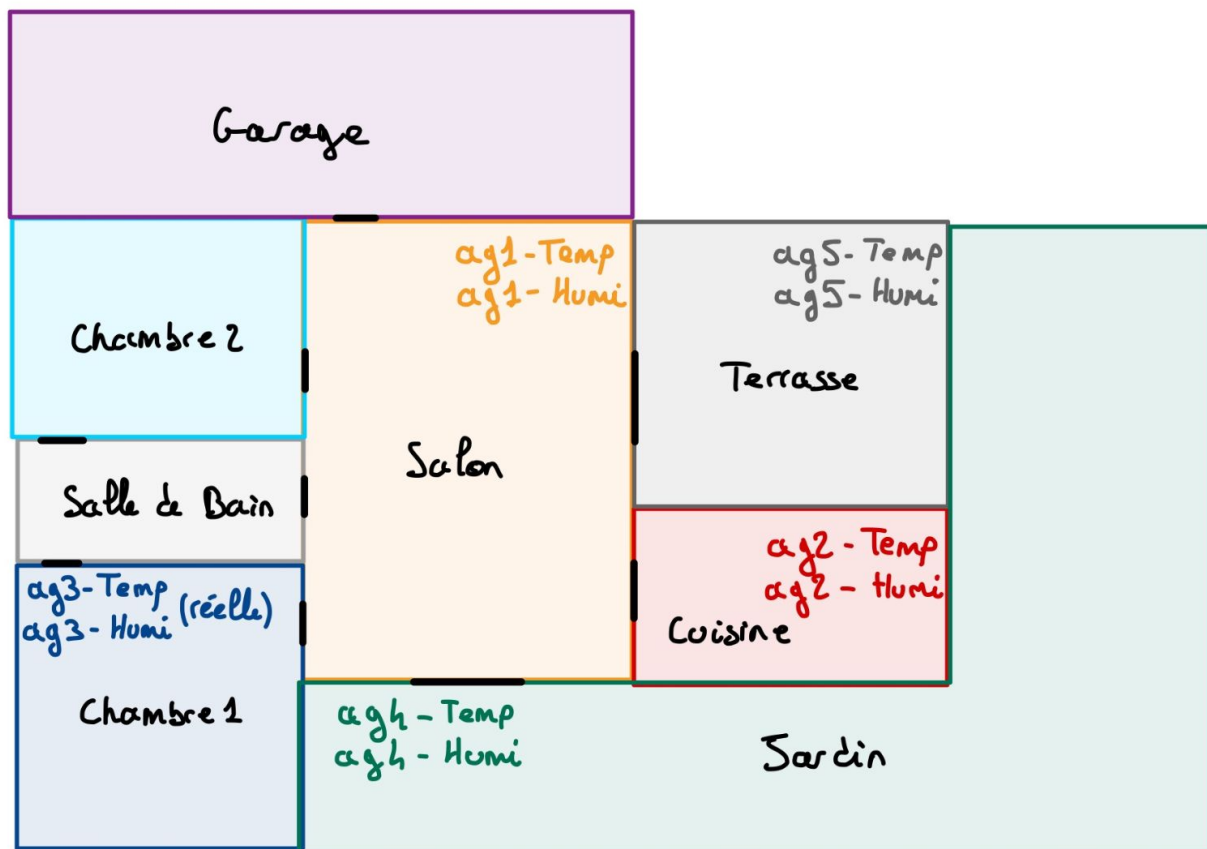 Garage
ag1-Temp
ag1-Humi
ag5-Temp
ag5-Humi
Chambre 2
Terrasse
Salon
Salle de Bain
ag2-Temp
ag2-Humi
ag3-Temp
(réelle)
ag3-Humi
Cuisine
Chambre 1
ag4-Temp
ag4-Humi
Jardin